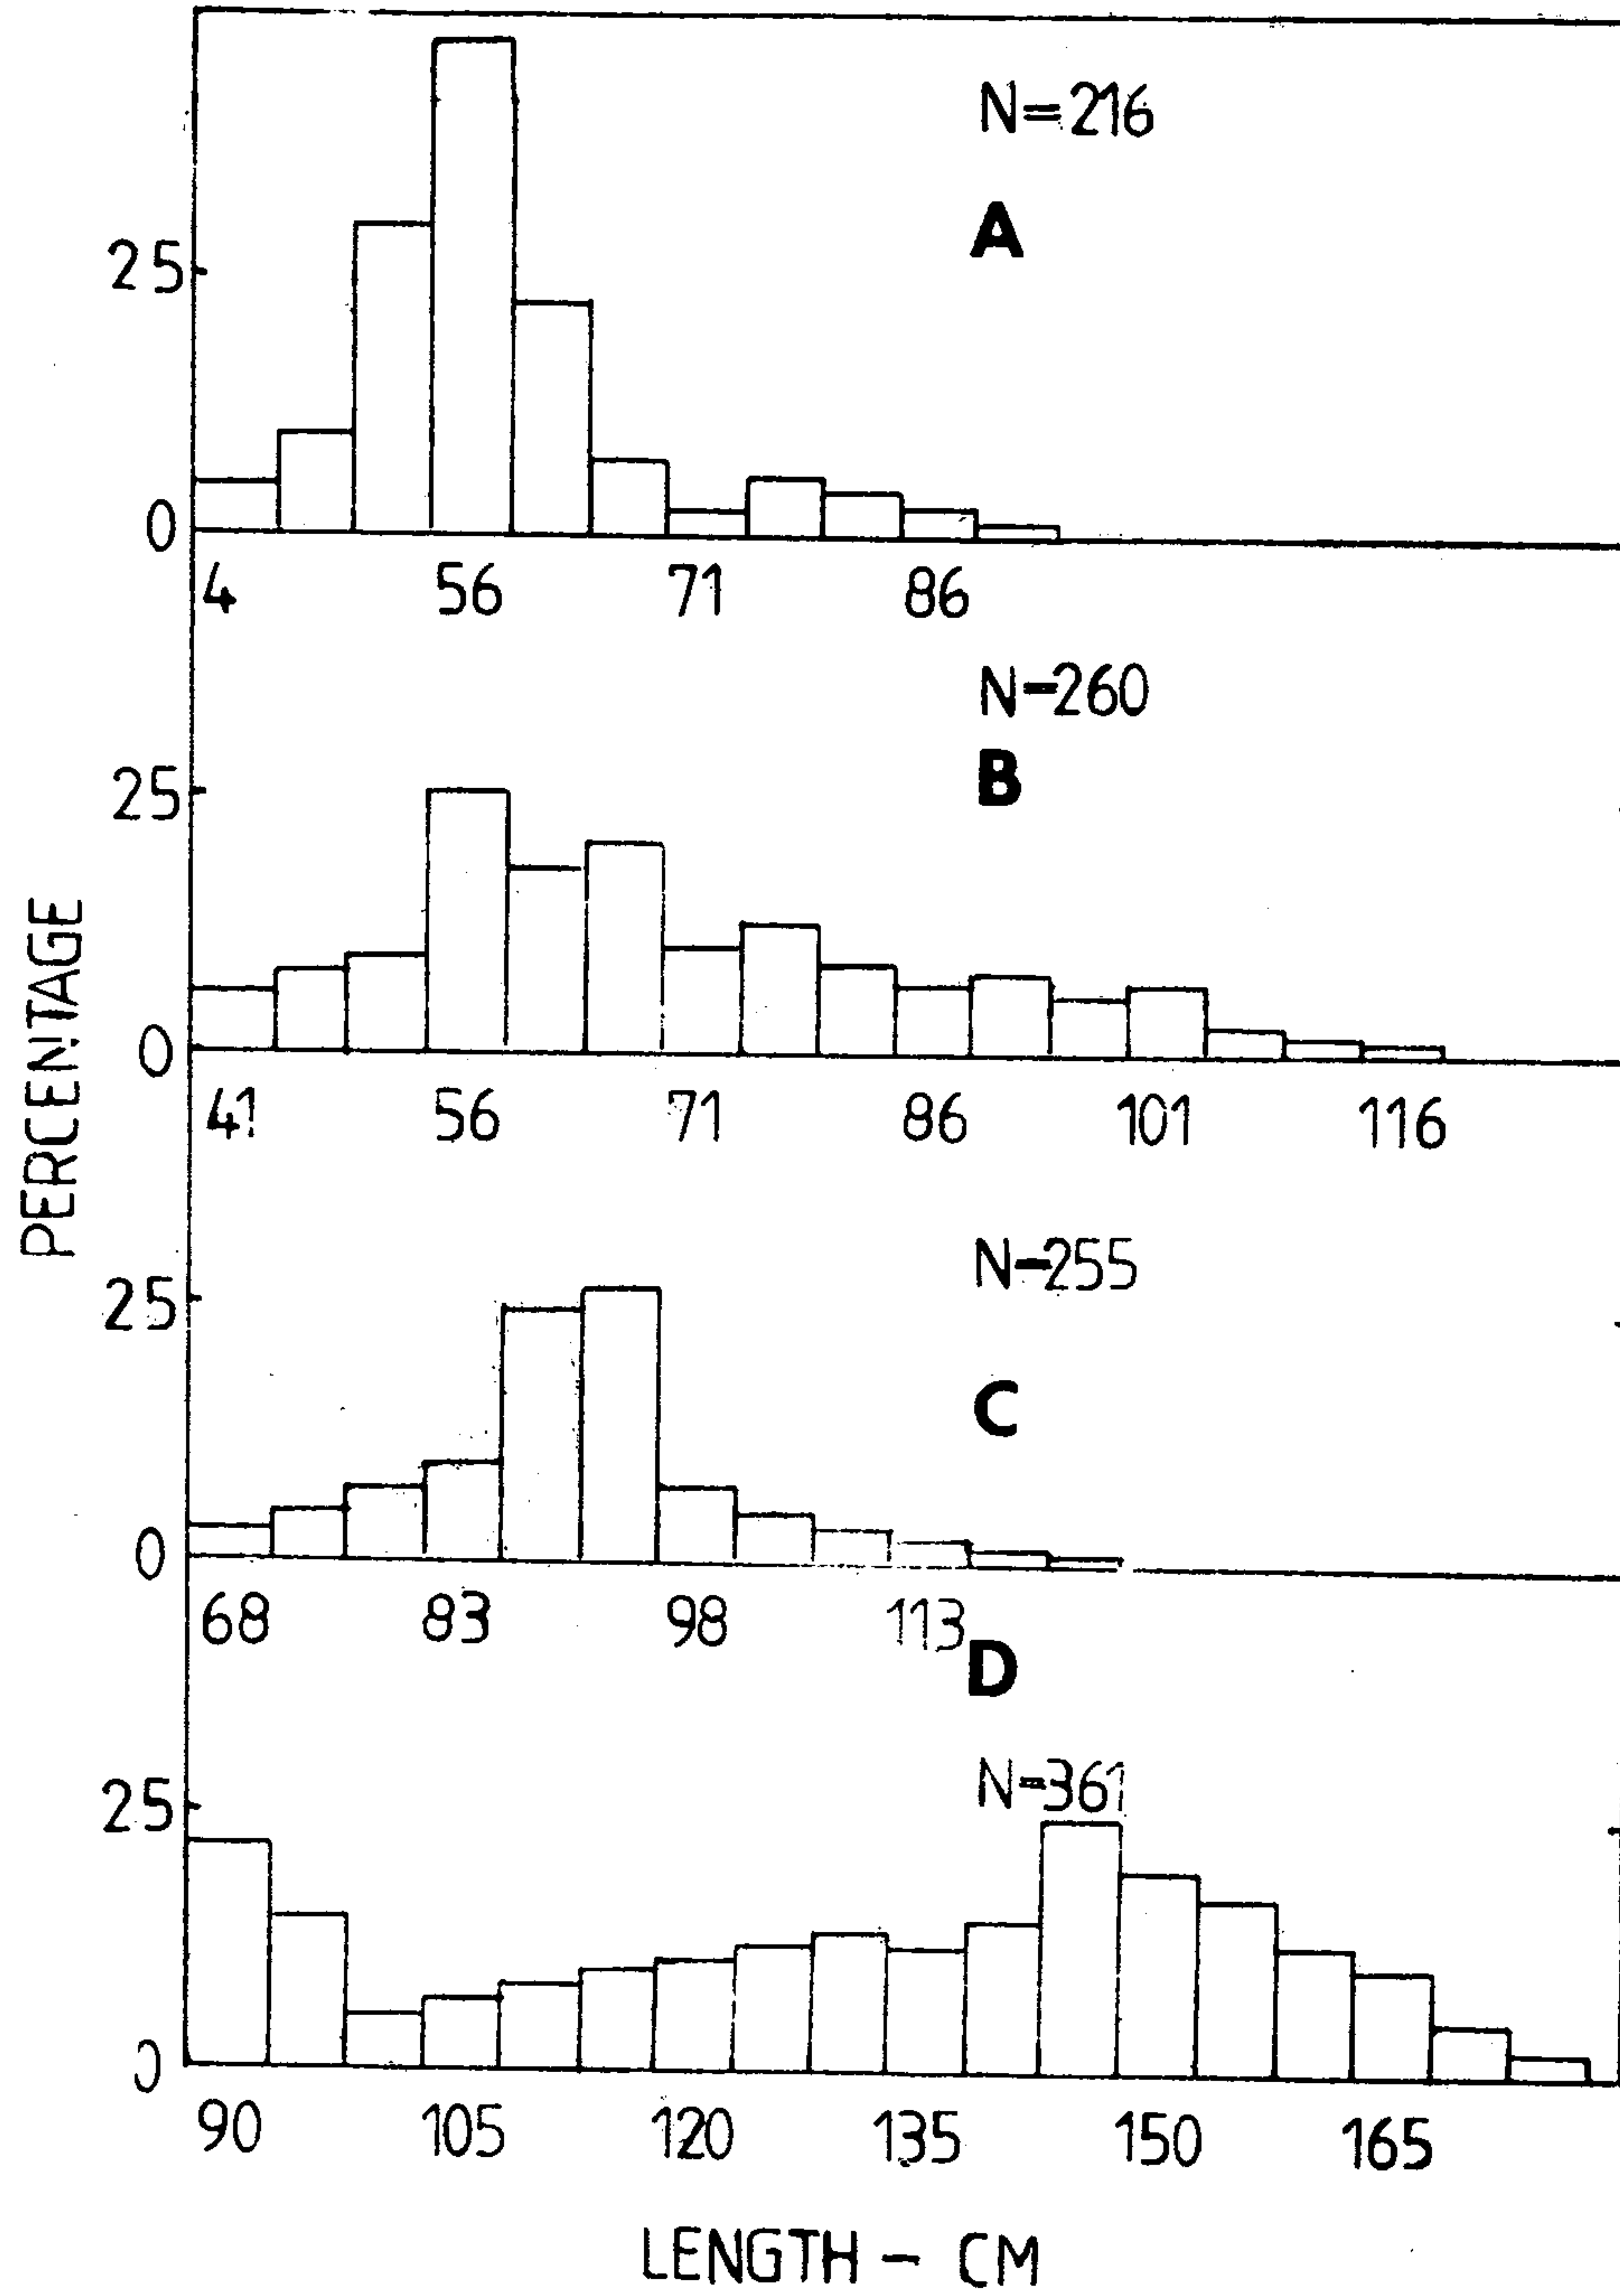 N=216
A
25
0
4 56 71 86
N=260
B
25
0
41 56 71 86 101 116
PERCENTAGE
N=255
C
25
0
68 83 98 113
D
N=361
25
0
90 105 120 135 150 165
LENGTH - CM